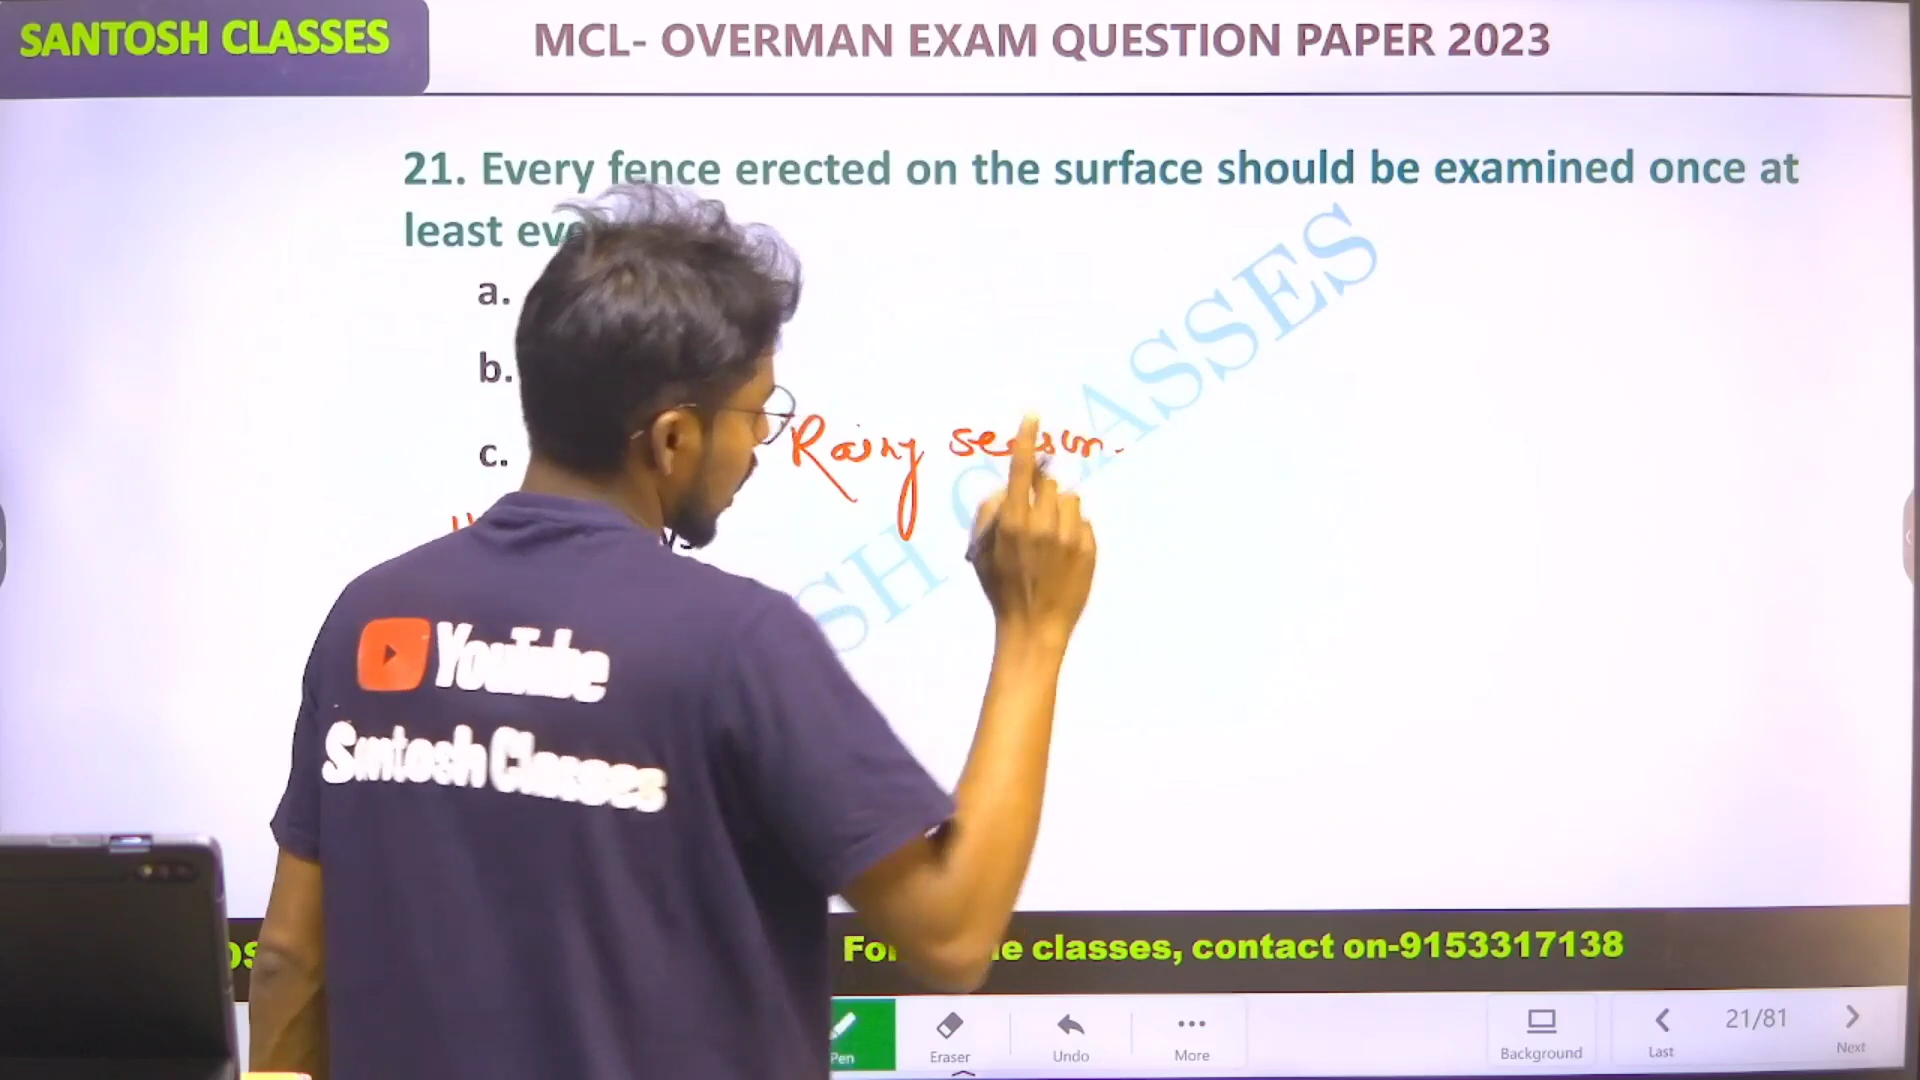 SANTOSH CLASSES
MCL- OVERMAN EXAM QUESTION PAPER 2023
21. Every fence erected on the surface should be examined once at
least
a.
b.
c.
Rainy season.
SH CLASSES
YouTube
Santosh Classes
classes, contact on-9153317138
Pen
Eraser
Undo
More
Background
Last
21/81
Next